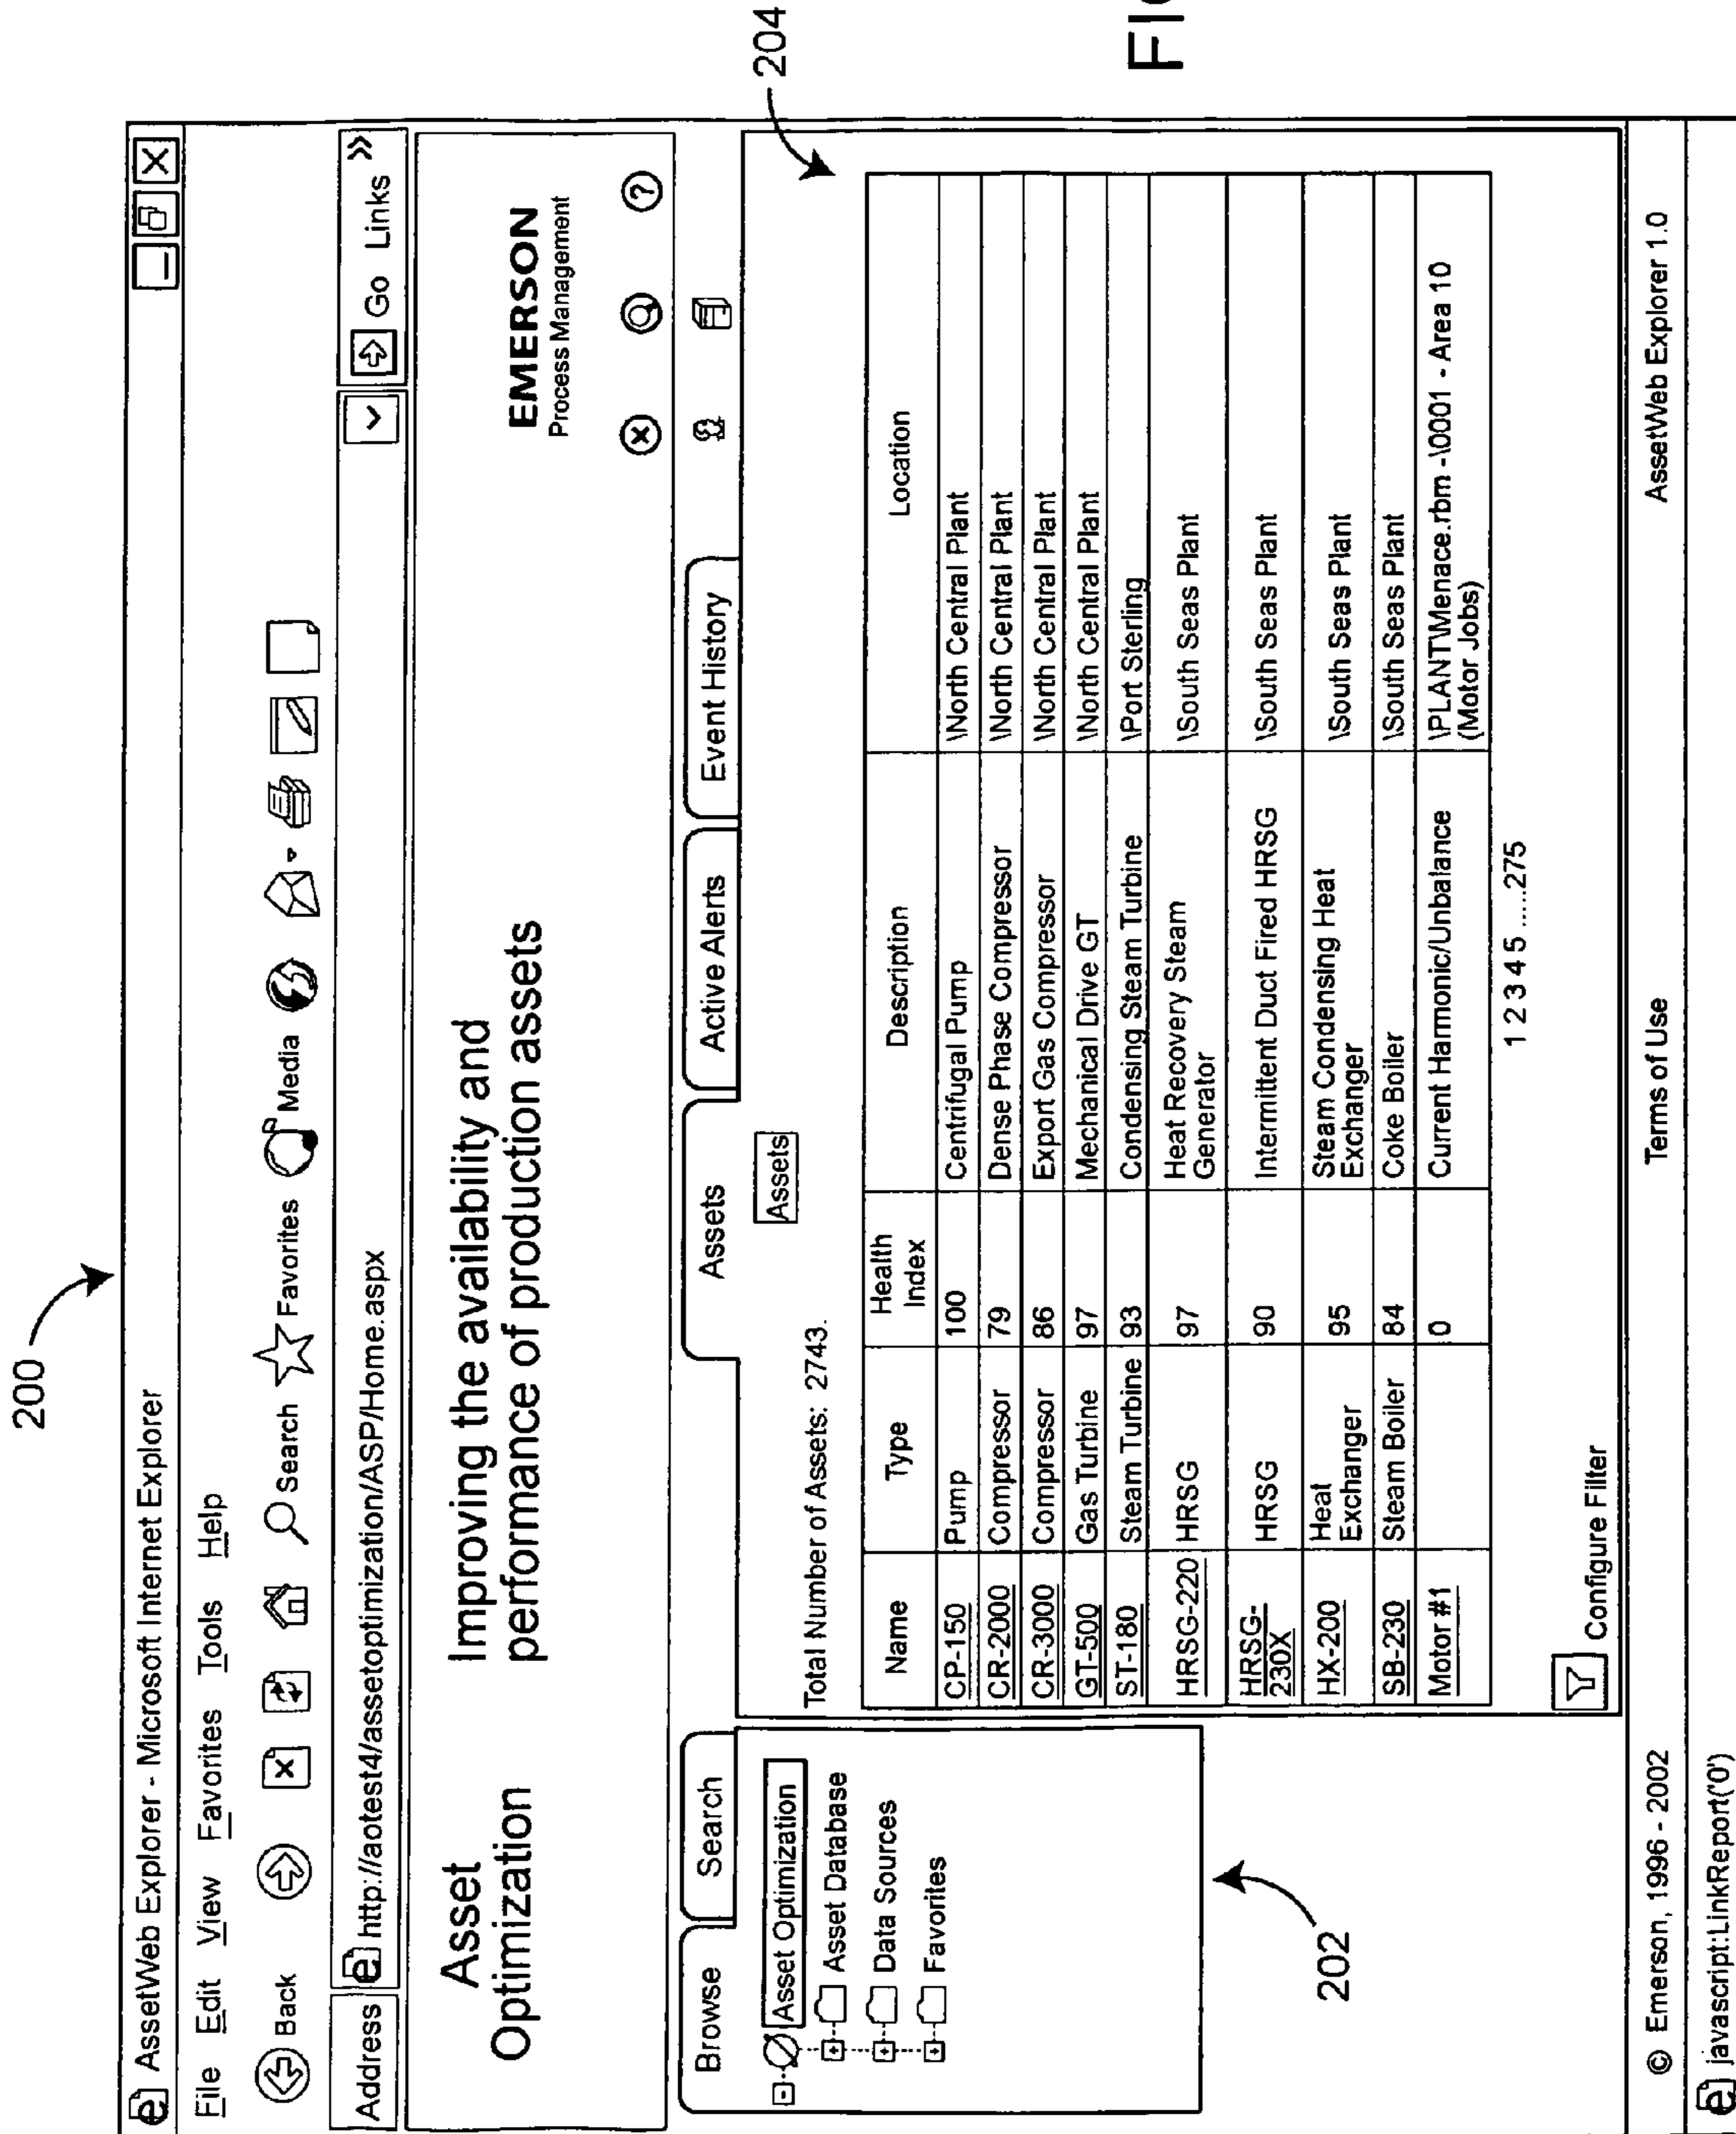 200
AssetWeb Explorer - Microsoft Internet Explorer
File Edit View Favorites Tools Help
Back Search Favorites Media
Address http://aotest4/assetoptimization/ASP/Home.aspx Go Links »
Asset
Optimization
Improving the availability and
performance of production assets
EMERSON
Process Management
Browse Search
Assets Active Alerts Event History
Asset Optimization
Asset Database
Data Sources
Favorites
202
Assets
204
Total Number of Assets: 2743.
Name Type Health Index Description Location
CP-150 Pump 100 Centrifugal Pump \North Central Plant
CR-2000 Compressor 79 Dense Phase Compressor \North Central Plant
CR-3000 Compressor 86 Export Gas Compressor \North Central Plant
GT-500 Gas Turbine 97 Mechanical Drive GT \North Central Plant
ST-180 Steam Turbine 93 Condensing Steam Turbine \Port Sterling
HRSG-220 HRSG 97 Heat Recovery Steam Generator \South Seas Plant
HRSG-230X HRSG 90 Intermittent Duct Fired HRSG \South Seas Plant
HX-200 Heat Exchanger 95 Steam Condensing Heat Exchanger \South Seas Plant
SB-230 Steam Boiler 84 Coke Boiler \South Seas Plant
Motor #1 0 Current Harmonic/Unbalance \PLANT\Menace.rbm -\0001 - Area 10 (Motor Jobs)
1 2 3 4 5 .....275
Configure Filter
© Emerson, 1996 - 2002 Terms of Use AssetWeb Explorer 1.0
javascript:LinkReport('0')